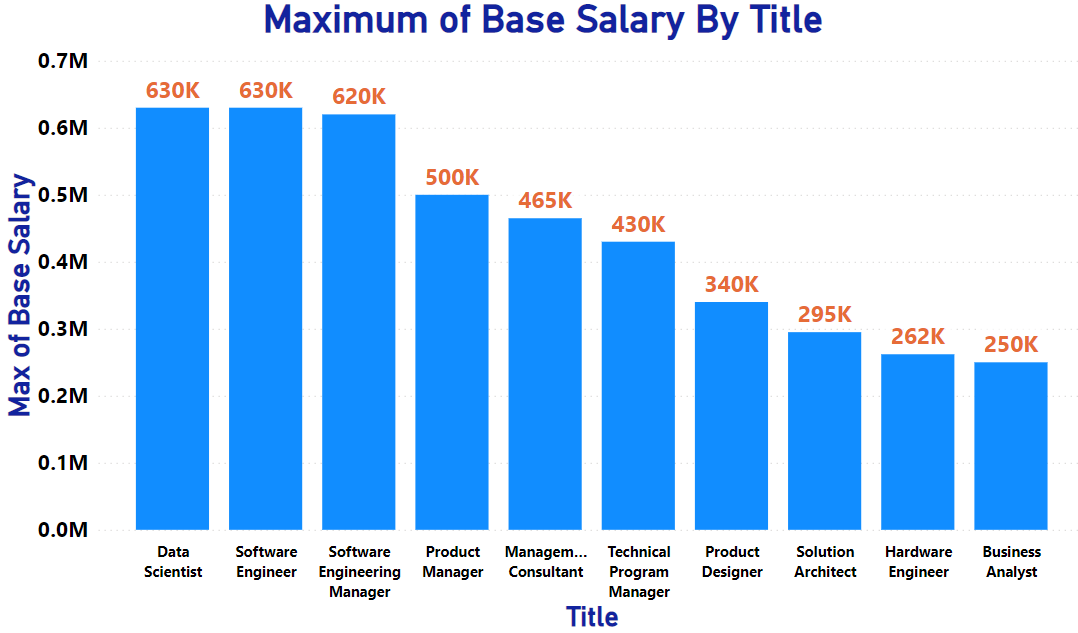 Maximum of Base Salary By Title
Max of Base Salary
0.7M
0.6M
0.5M
0.4M
0.3M
0.2M
0.1M
0.0M
630K
630K
620K
500K
465K
430K
340K
295K
262K
250K
Data
Scientist
Software
Engineer
Software
Engineering
Manager
Product
Manager
Managem...
Consultant
Technical
Program
Manager
Product
Designer
Solution
Architect
Hardware
Engineer
Business
Analyst
Title